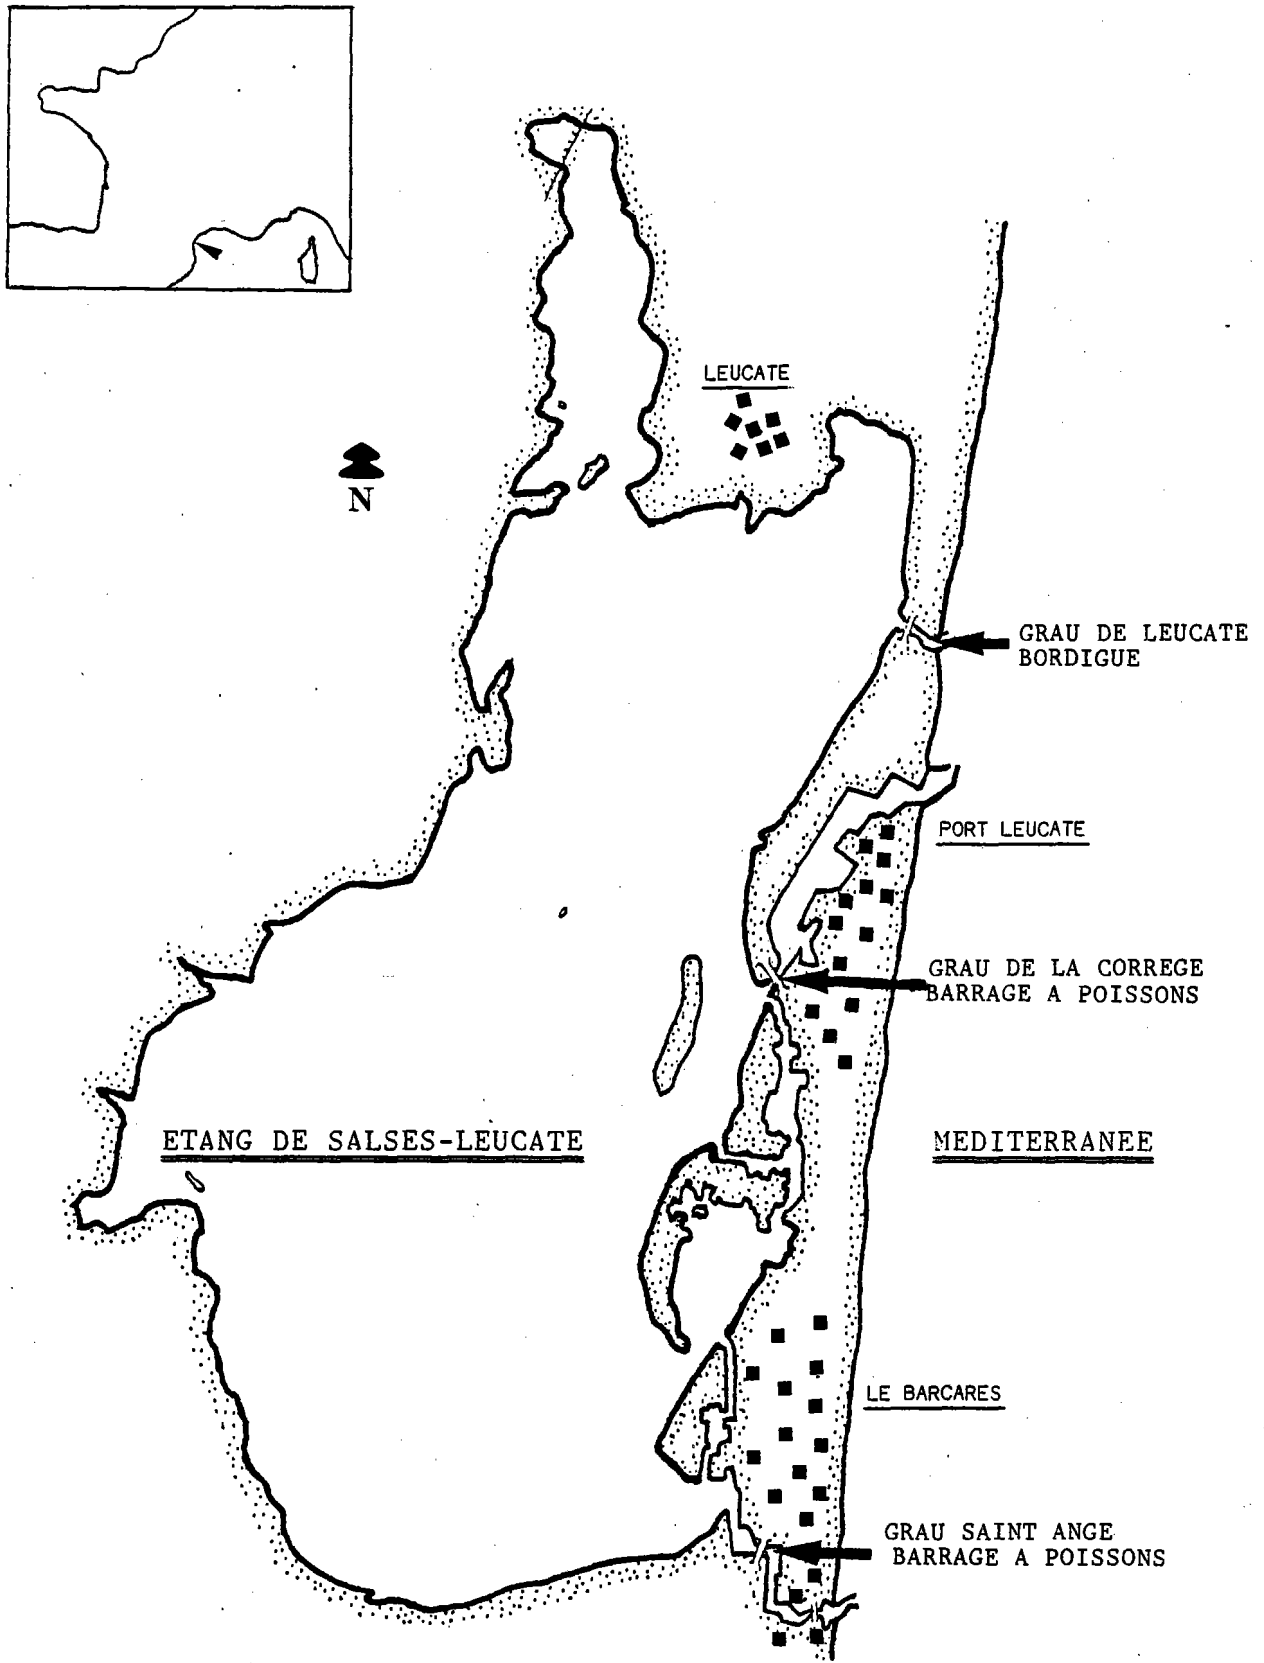 LEUCATE
N
GRAU DE LEUCATE
BORDIGUE
PORT LEUCATE
GRAU DE LA CORREGE
BARRAGE A POISSONS
ETANG DE SALSES-LEUCATE
MEDITERRANEE
LE BARCARES
GRAU SAINT ANGE
BARRAGE A POISSONS